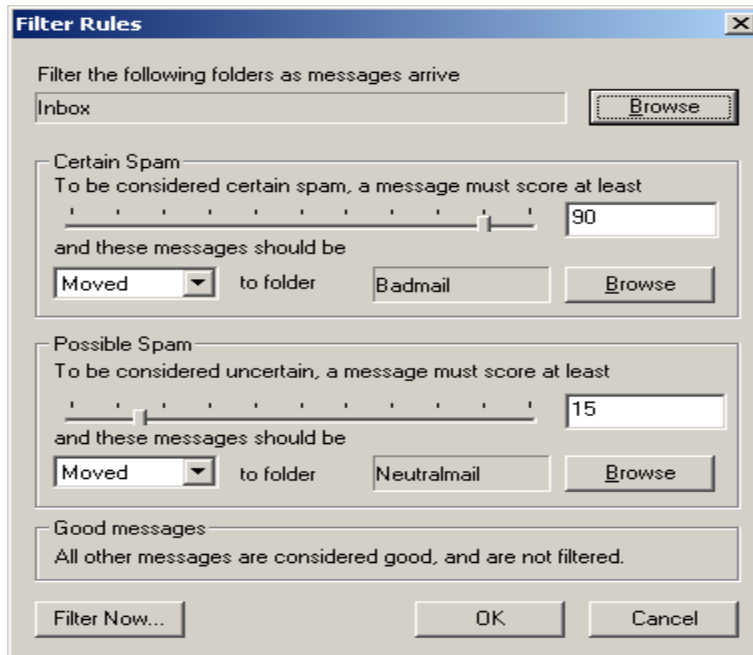 Filter Rules
Filter the following folders as messages arrive
Inbox
Browse
Certain Spam
To be considered certain spam, a message must score at least
90
and these messages should be
Moved to folder Badmail Browse
Possible Spam
To be considered uncertain, a message must score at least
15
and these messages should be
Moved to folder Neutralmail Browse
Good messages
All other messages are considered good, and are not filtered.
Filter Now... OK Cancel